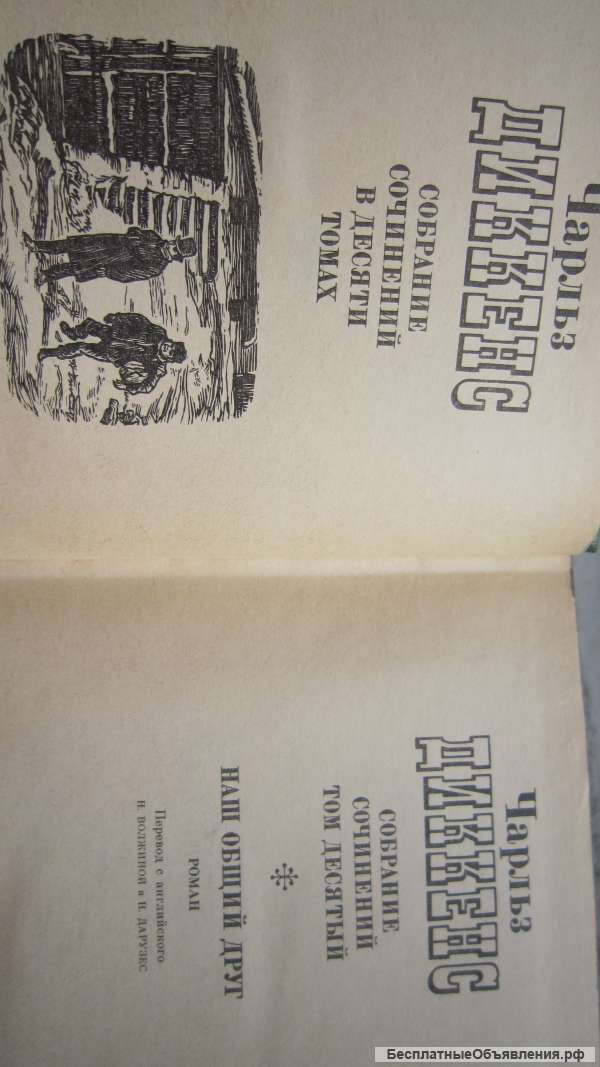 Чарльз
ДИККЕНС
СОБРАНИЕ
СОЧИНЕНИЙ
В ДЕСЯТИ
ТОМАХ
Чарльз
ДИККЕНС
СОБРАНИЕ
СОЧИНЕНИЙ
ТОМ ДЕСЯТЫЙ
НАШ ОБЩИЙ ДРУГ
РОМАН
Перевод с английского
Н. ВОЛЖИНОЙ и Н. ДАРУЗЕС
БесплатныеОбъявления.рф